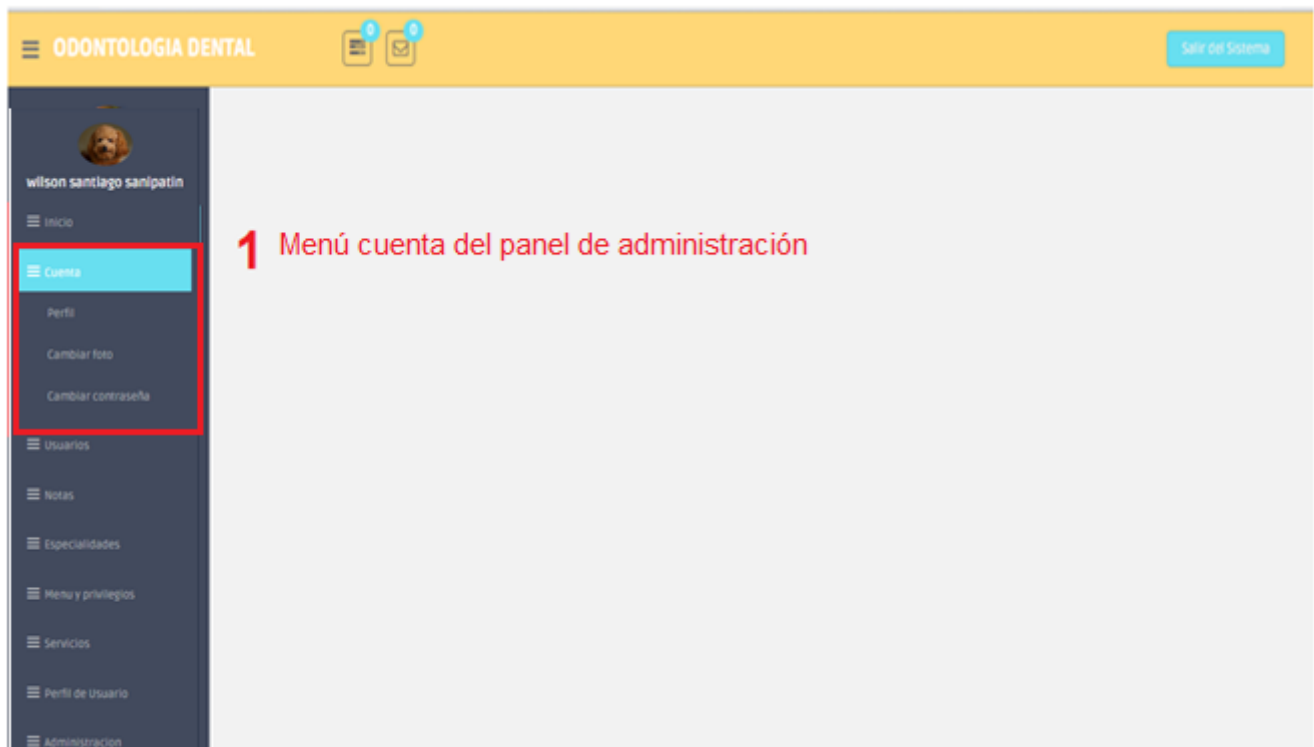 ODONTOLOGIA DENTAL
0
0
Salir del Sistema
wilson santiago sanipatin
Inicio
1 Menú cuenta del panel de administración
Cuenta
Perfil
Cambiar foto
Cambiar contraseña
Usuarios
Notas
Especialidades
Menu y privilegios
Servicios
Perfil de Usuario
Administracion